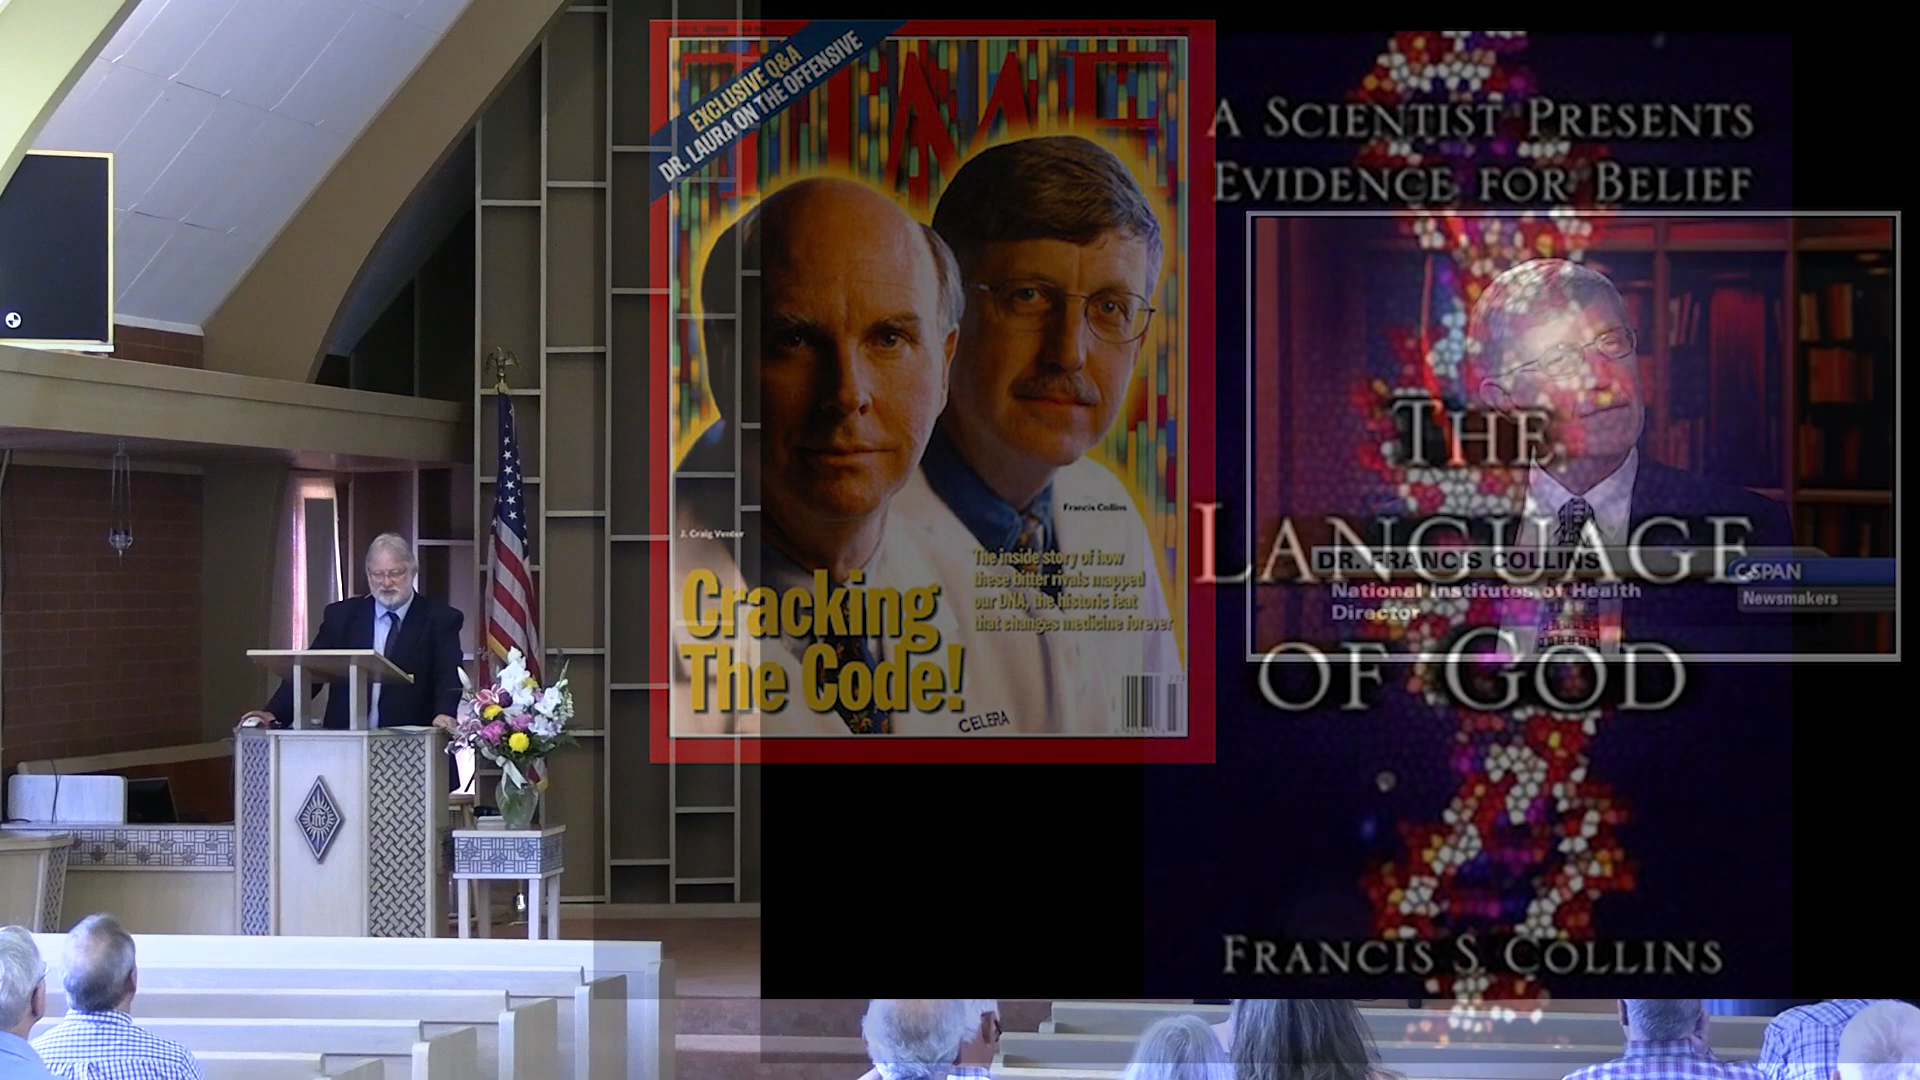 EXCLUSIVE Q&A
DR. LAURA ON THE OFFENSIVE
TIME
J. Craig Venter
Francis Collins
The inside story of how
these bitter rivals mapped
our DNA, the historic feat
that changes medicine forever
Cracking
The Code!
CELERA
A SCIENTIST PRESENTS
EVIDENCE FOR BELIEF
THE
LANGUAGE
OF GOD
FRANCIS S. COLLINS
DR. FRANCIS COLLINS
National Institutes of Health
Director
C-SPAN
Newsmakers
ihc